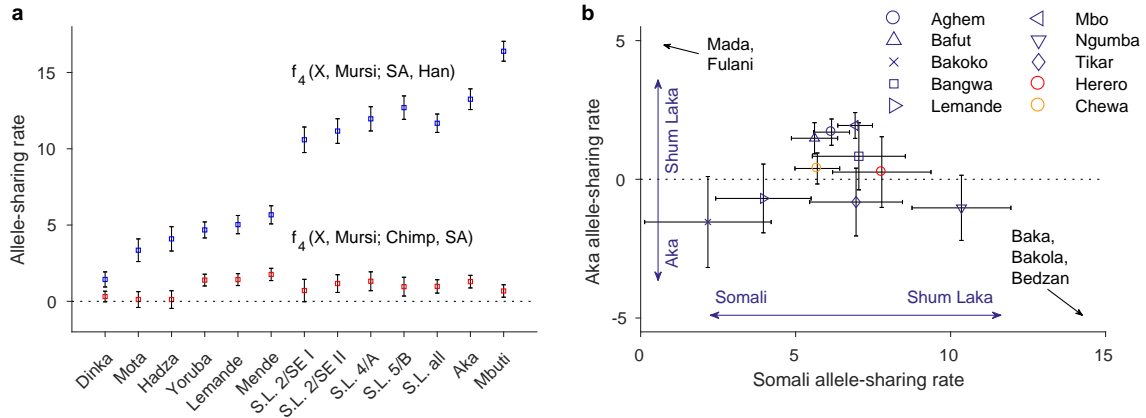 a
Allele-sharing rate
15
10
5
0
f4 (X, Mursi; SA, Han)
f4 (X, Mursi; Chimp, SA)
Dinka
Mota
Hadza
Yoruba
Lemande
Mende
S.L. 2/SE I
S.L. 2/SE II
S.L. 4/A
S.L. 5/B
S.L. all
Aka
Mbuti
b
Aka allele-sharing rate
5
0
-5
Mada,
Fulani
Aghem
Bafut
Bakoko
Bangwa
Lemande
Mbo
Ngumba
Tikar
Herero
Chewa
Shum Laka
Aka
Somali
Shum Laka
Baka,
Bakola,
Bedzan
0
5
10
15
Somali allele-sharing rate